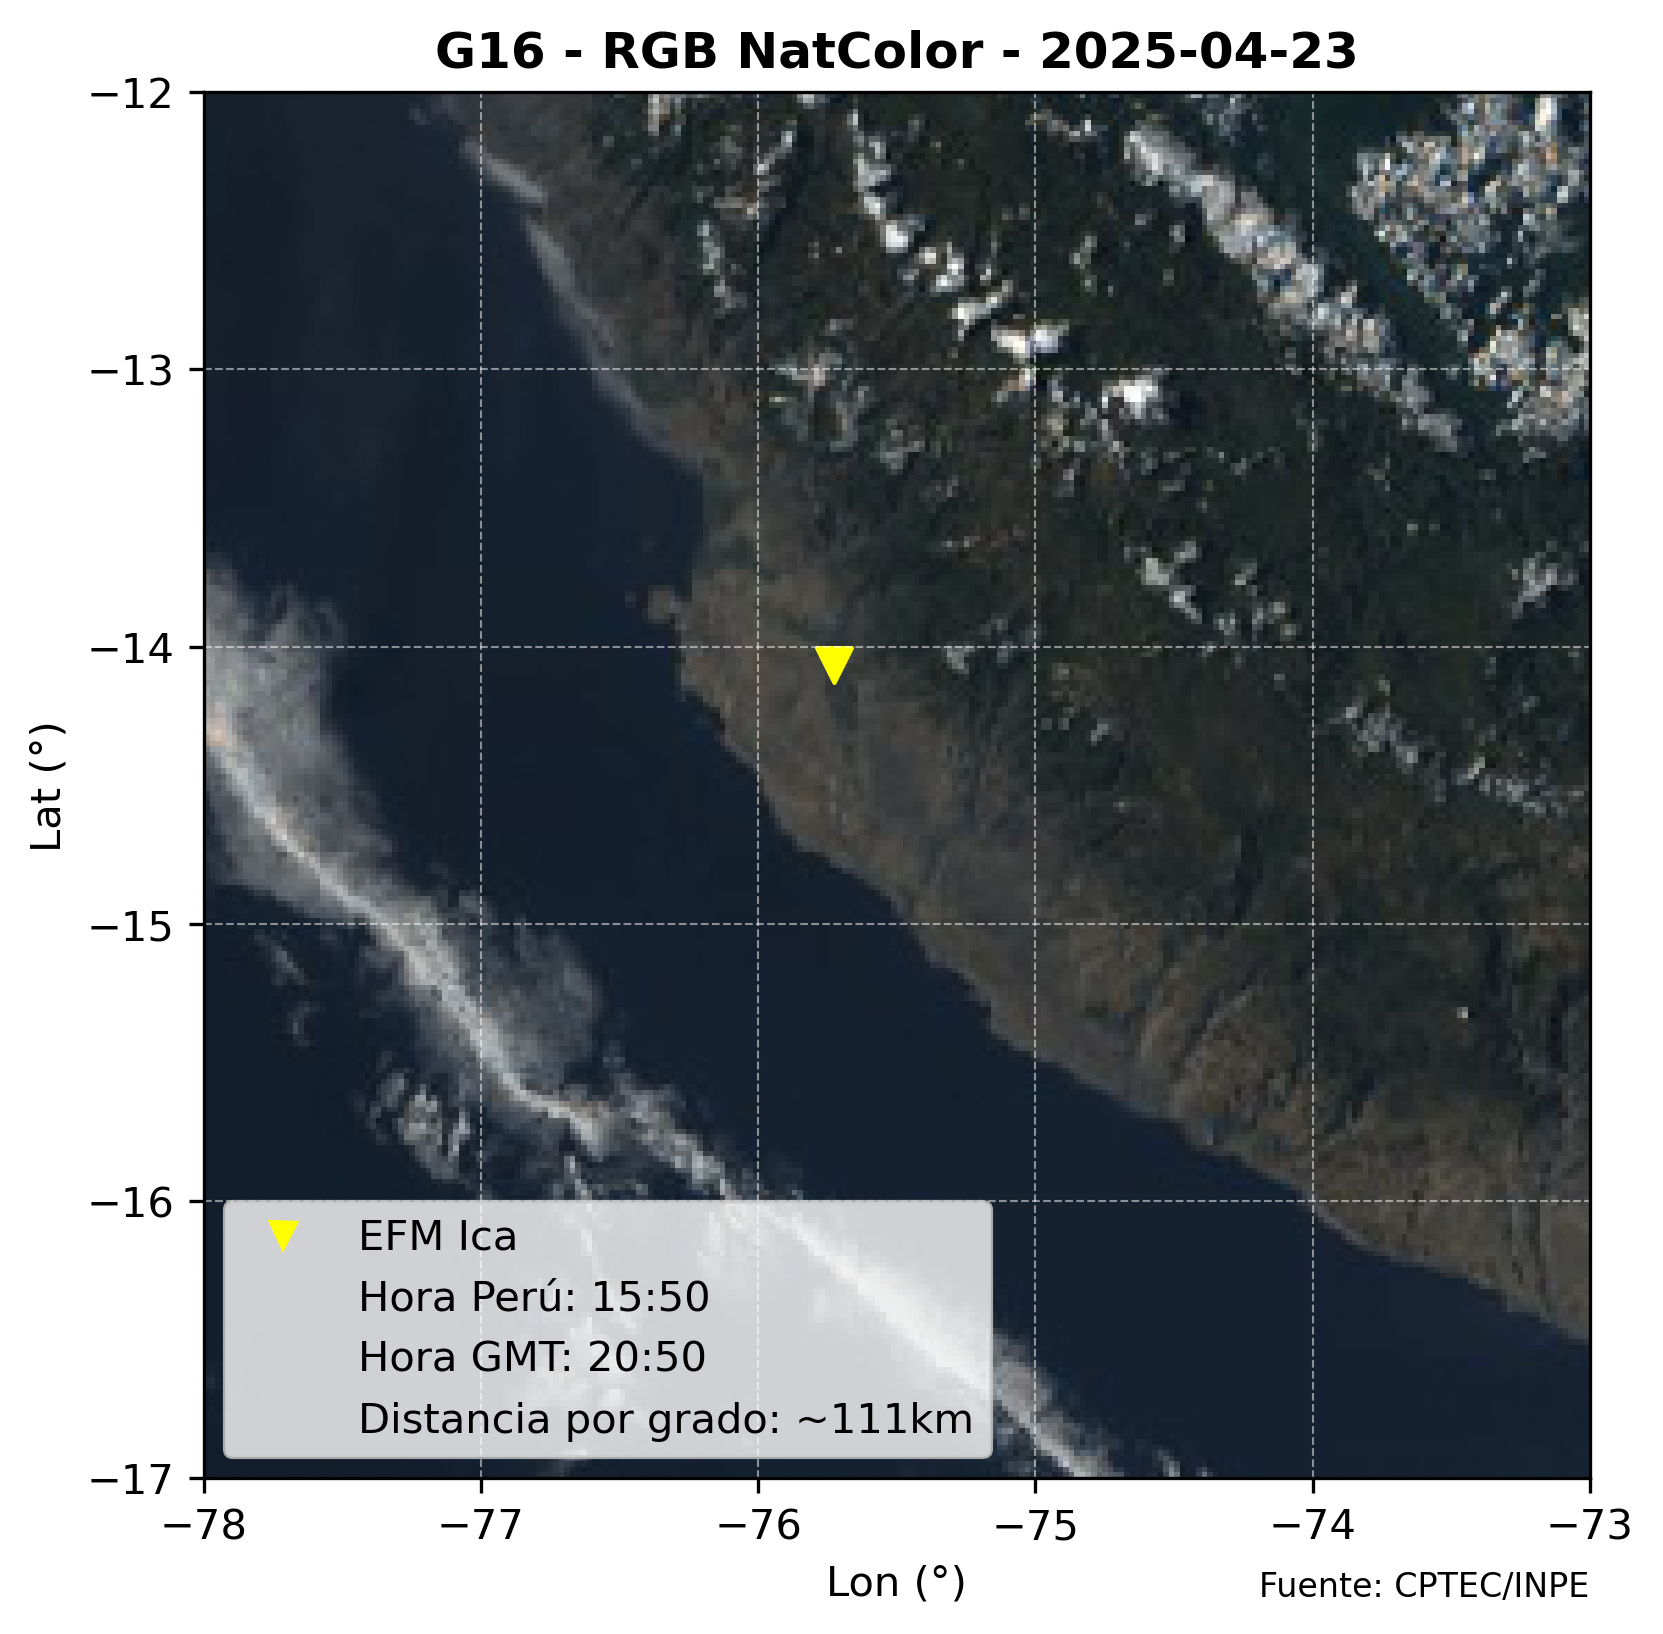 G16 - RGB NatColor - 2025-04-23
−12
−13
−14
−15
−16
−17
Lat (°)
EFM Ica
Hora Perú: 15:50
Hora GMT: 20:50
Distancia por grado: ~111km
−78 −77 −76 −75 −74 −73
Lon (°)
Fuente: CPTEC/INPE